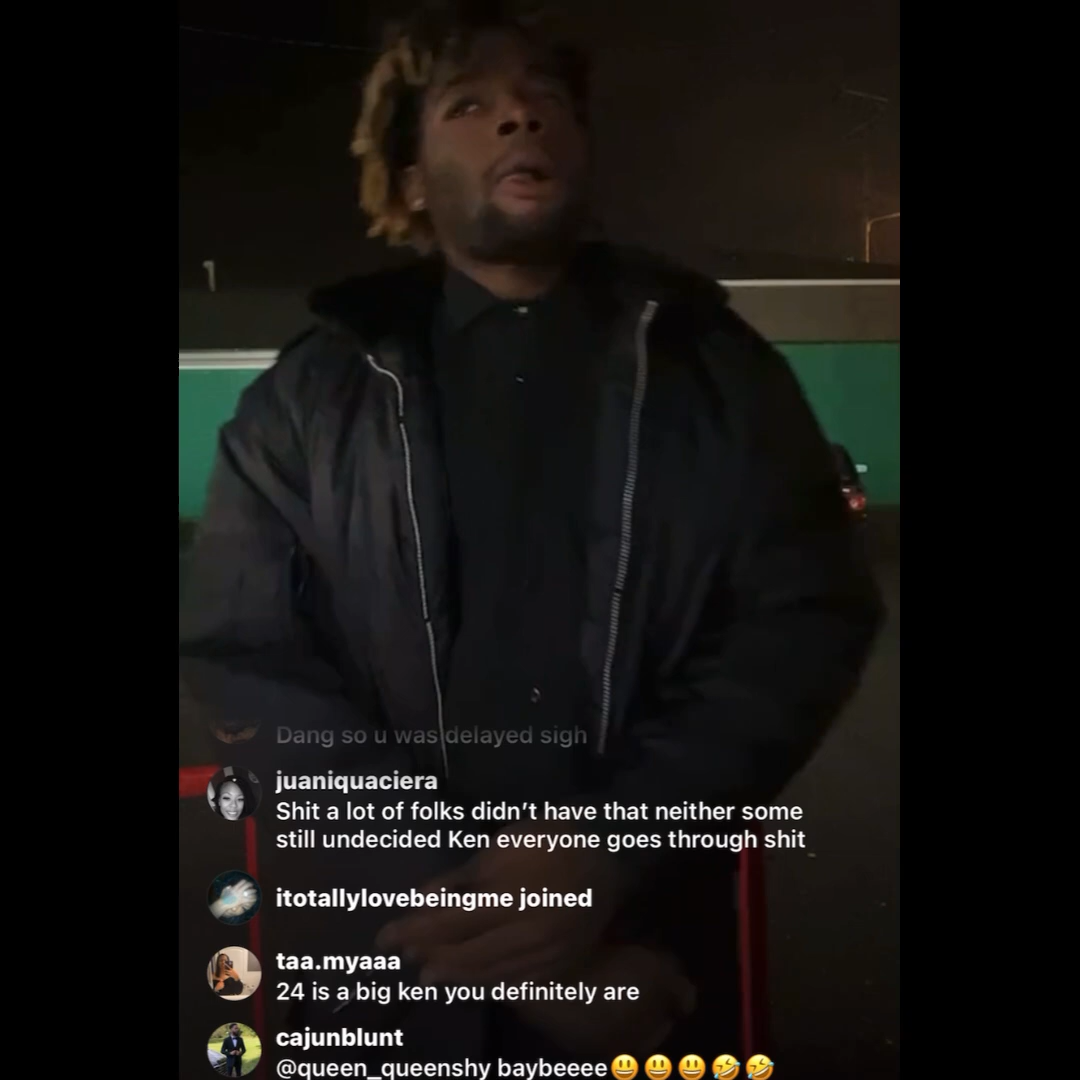 Dang so u was delayed sigh
juaniquaciera
Shit a lot of folks didn’t have that neither some
still undecided Ken everyone goes through shit
itotallylovebeingme joined
taa.myaaa
24 is a big ken you definitely are
cajunblunt
@queen_queenshy baybeeee😃😃😃🤣🤣